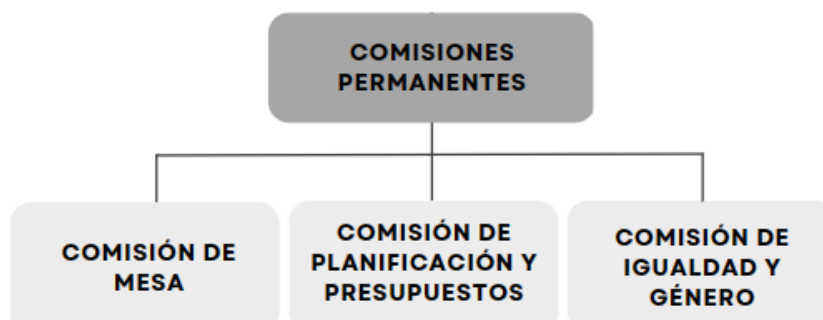 COMISIONES
PERMANENTES
COMISIÓN DE
MESA
COMISIÓN DE
PLANIFICACIÓN Y
PRESUPUESTOS
COMISIÓN DE
IGUALDAD Y
GÉNERO